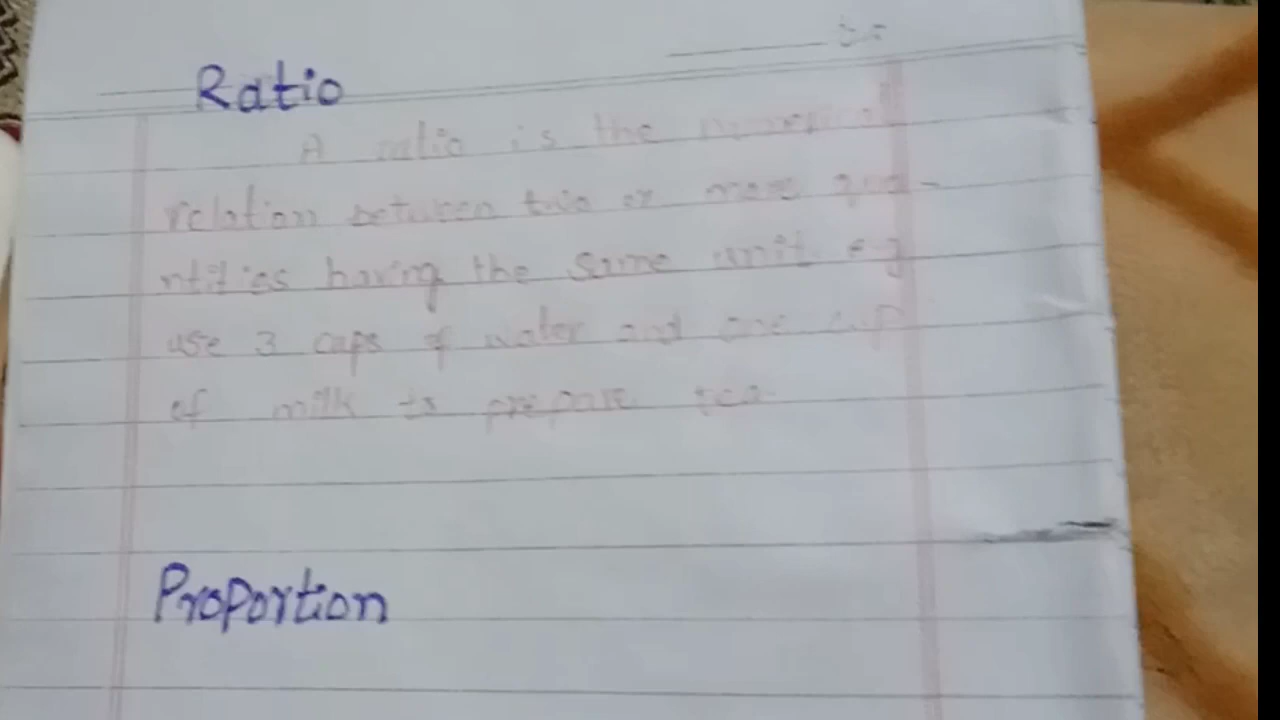 Ratio
A ratio is the numerical
relation between two or more qua-
ntities having the same unit e g
use 3 cups of water and one cup
of milk to prepare tea.
Proportion